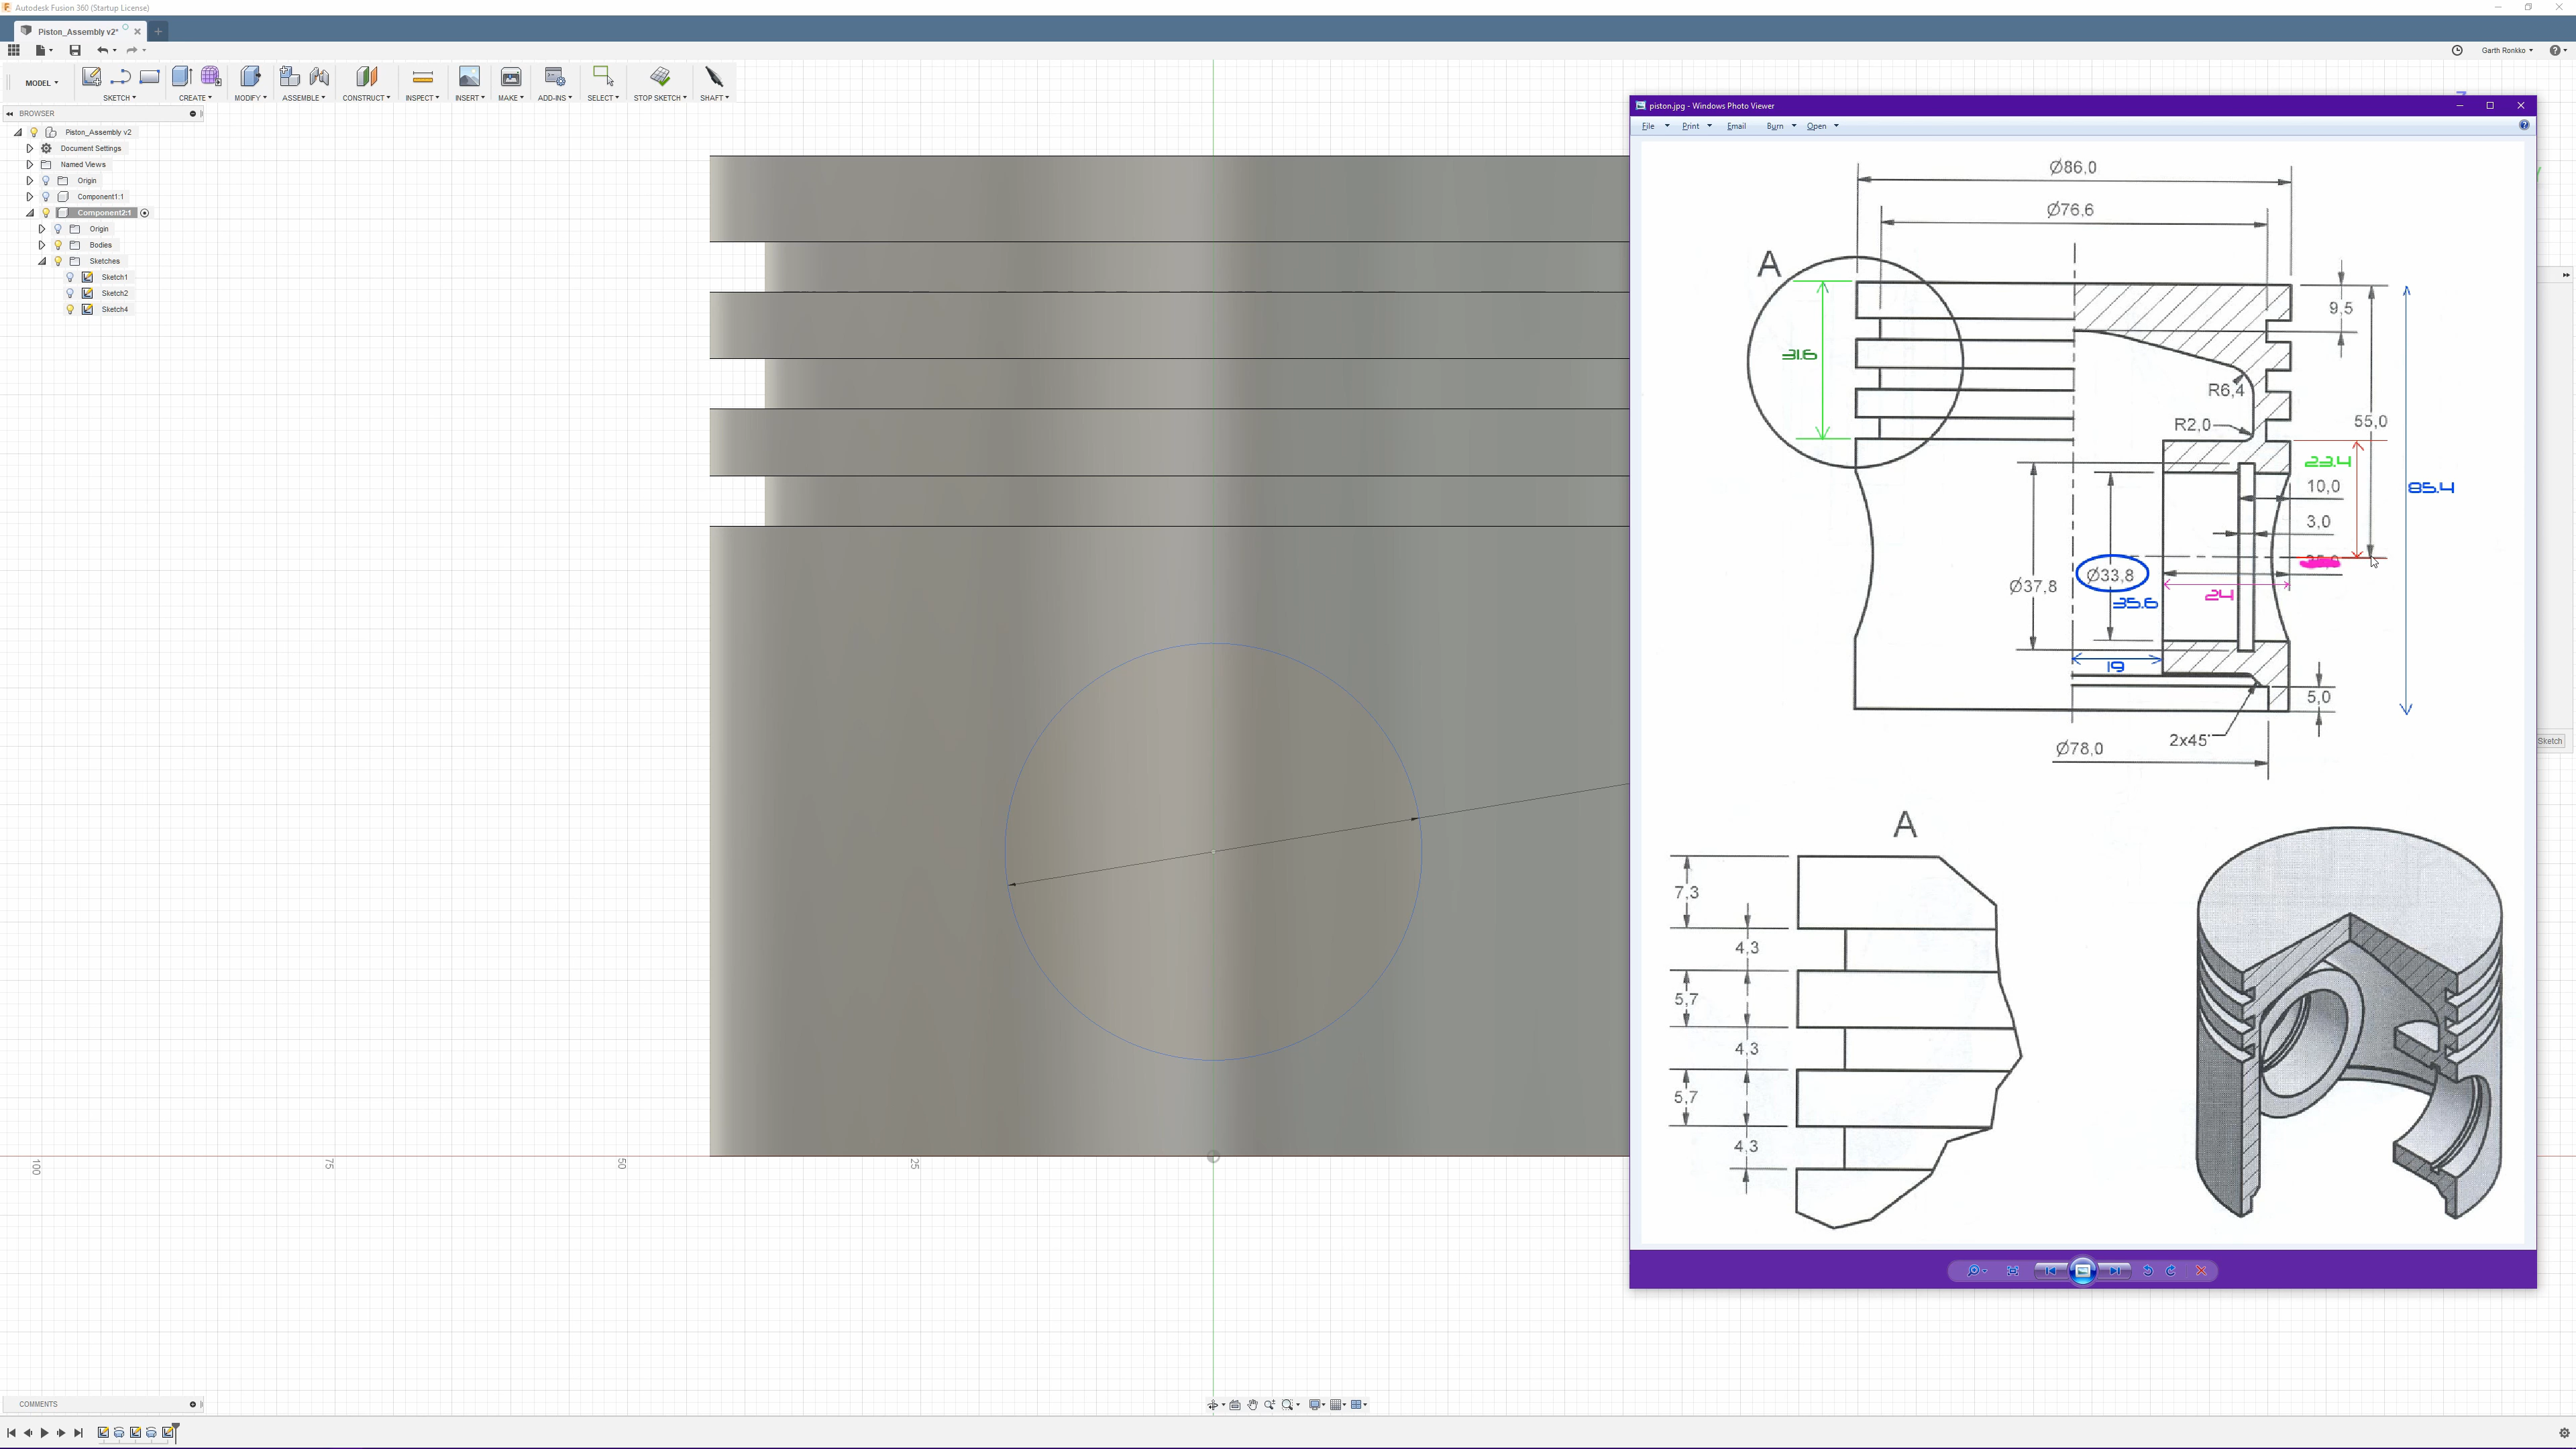 Autodesk Fusion 360 (Startup License)
Piston_Assembly v2*
Garth Ronkko
MODEL
SKETCH
CREATE
MODIFY
ASSEMBLE
CONSTRUCT
INSPECT
INSERT
MAKE
ADD-INS
SELECT
STOP SKETCH
SHAFT
BROWSER
Piston_Assembly v2
Document Settings
Named Views
Origin
Component1:1
Component2:1
Origin
Bodies
Sketches
Sketch1
Sketch2
Sketch4
100
75
50
25
piston.jpg - Windows Photo Viewer
File Print Email Burn Open
Ø86,0
Ø76,6
A
9,5
31.6
R6,4
R2,0
55,0
23.4
10,0
85.4
3,0
Ø33,8
Ø37,8
35.6
24
19
5,0
2x45°
Ø78,0
A
7,3
4,3
5,7
4,3
5,7
4,3
Sketch
COMMENTS